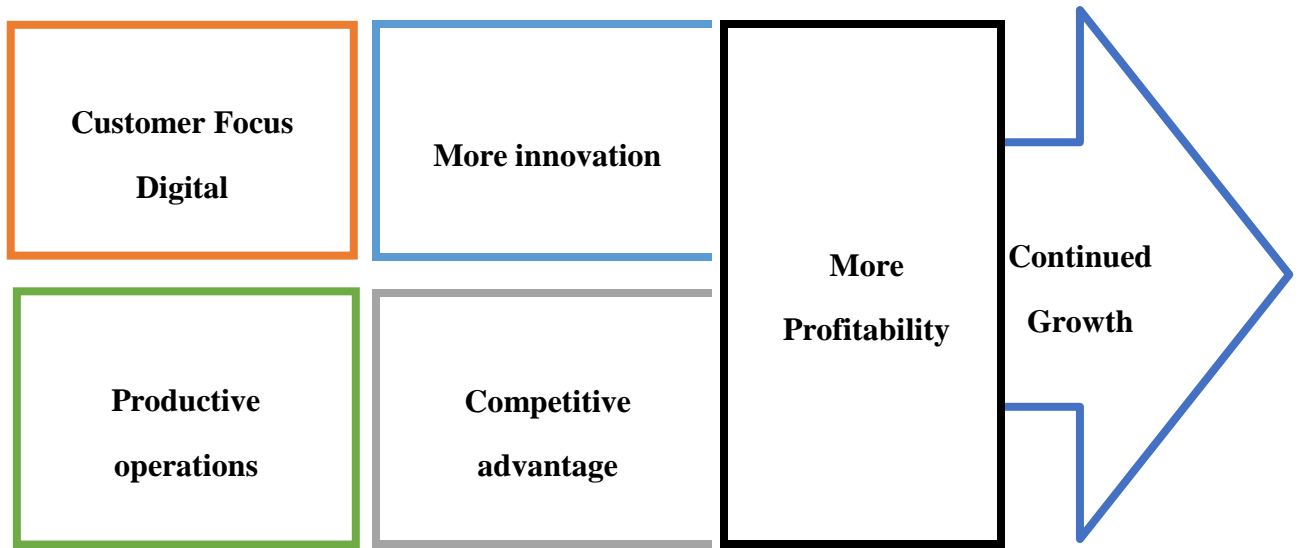 Customer Focus
Digital
More innovation
Productive
operations
Competitive
advantage
More
Profitability
Continued
Growth